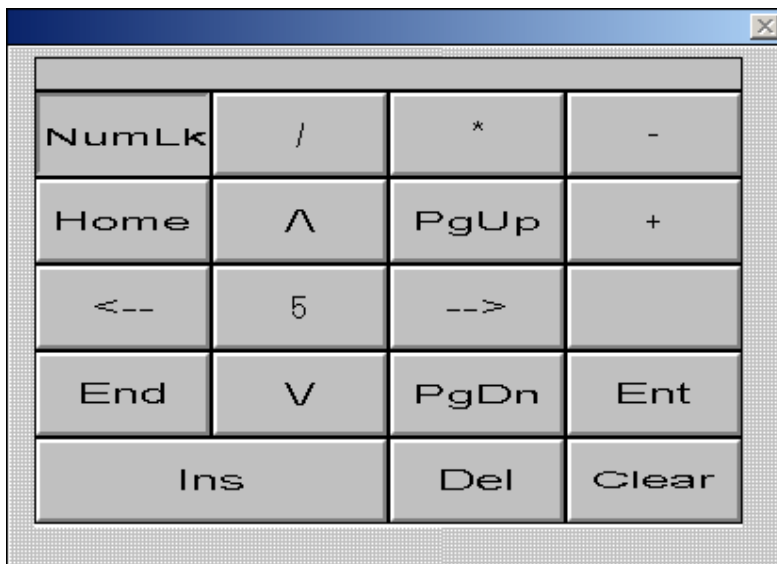 NumLk / * -
Home /\ PgUp +
<-- 5 -->
End \/ PgDn Ent
Ins Del Clear